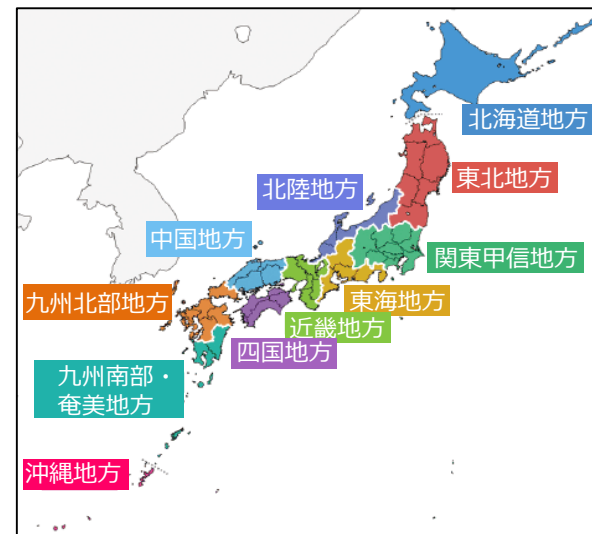 北海道地方
東北地方
北陸地方
中国地方
関東甲信地方
九州北部地方
東海地方
近畿地方
四国地方
九州南部・
奄美地方
沖縄地方